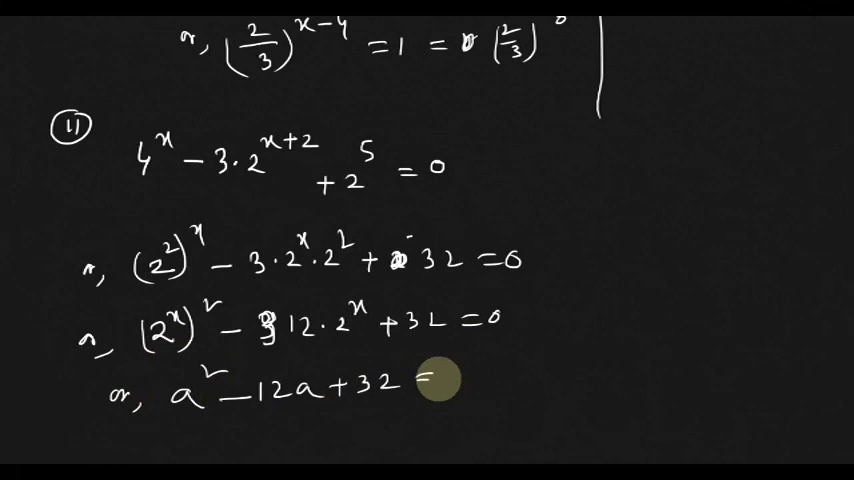 or, (2/3)^{x-4} = 1 = (2/3)^0
11
4^x - 3·2^{x+2} + 2^5 = 0
or, (2^2)^x - 3·2^x·2^2 + 32 = 0
or, (2^x)^2 - 12·2^x + 32 = 0
or, a^2 - 12a + 32 =